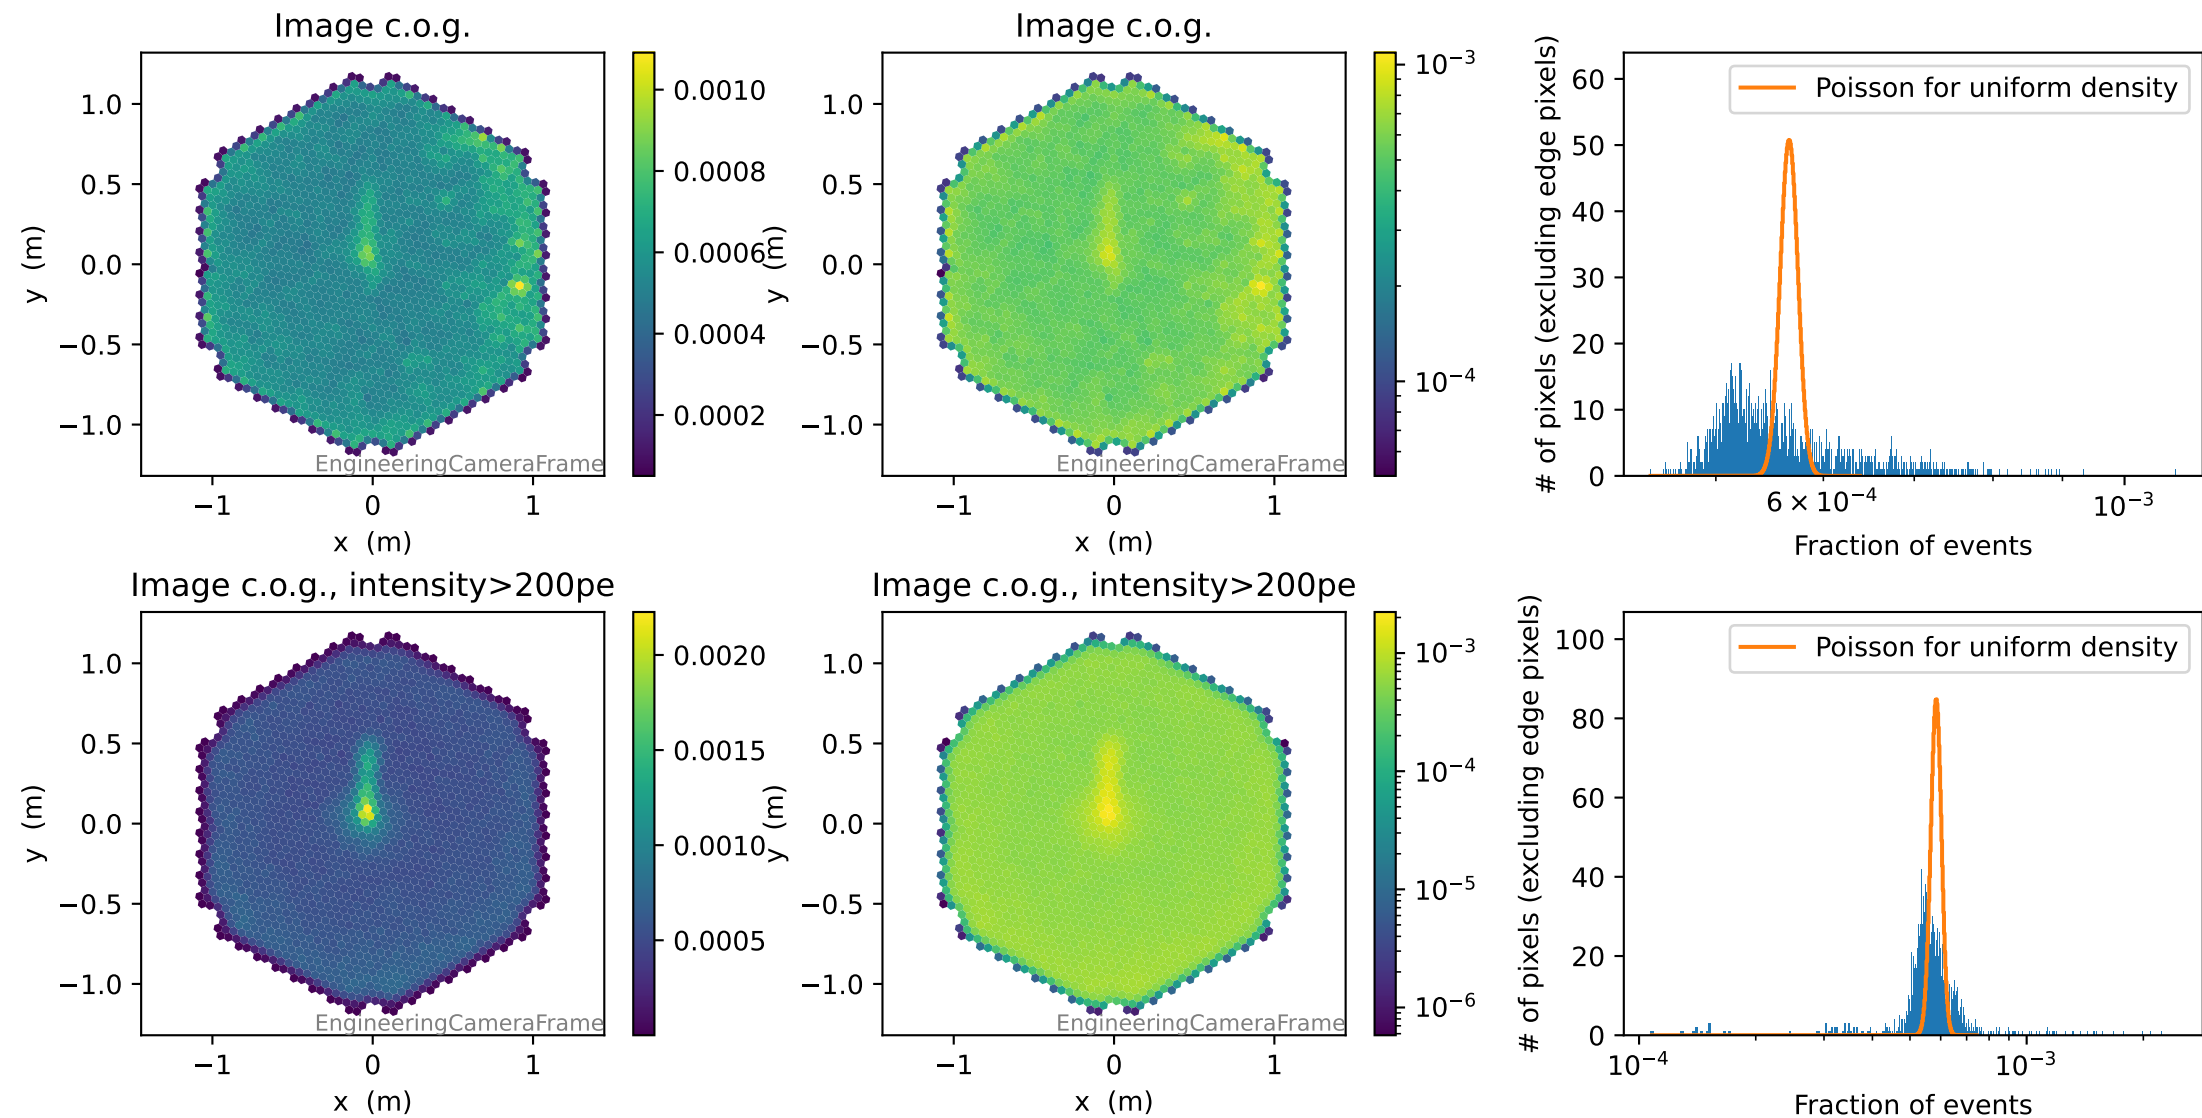 Image c.o.g.
1.0
0.5
0.0
−0.5
−1.0
y (m)
−1
0
1
x (m)
EngineeringCameraFrame
0.0010
0.0008
0.0006
0.0004
0.0002
Image c.o.g.
1.0
0.5
0.0
−0.5
−1.0
y (m)
−1
0
1
x (m)
EngineeringCameraFrame
10⁻³
10⁻⁴
# of pixels (excluding edge pixels)
60
50
40
30
20
10
0
Poisson for uniform density
6 × 10⁻⁴
10⁻³
Fraction of events
Image c.o.g., intensity>200pe
1.0
0.5
0.0
−0.5
−1.0
y (m)
−1
0
1
x (m)
EngineeringCameraFrame
0.0020
0.0015
0.0010
0.0005
Image c.o.g., intensity>200pe
1.0
0.5
0.0
−0.5
−1.0
y (m)
−1
0
1
x (m)
EngineeringCameraFrame
10⁻³
10⁻⁴
10⁻⁵
10⁻⁶
# of pixels (excluding edge pixels)
100
80
60
40
20
0
Poisson for uniform density
10⁻⁴
10⁻³
Fraction of events